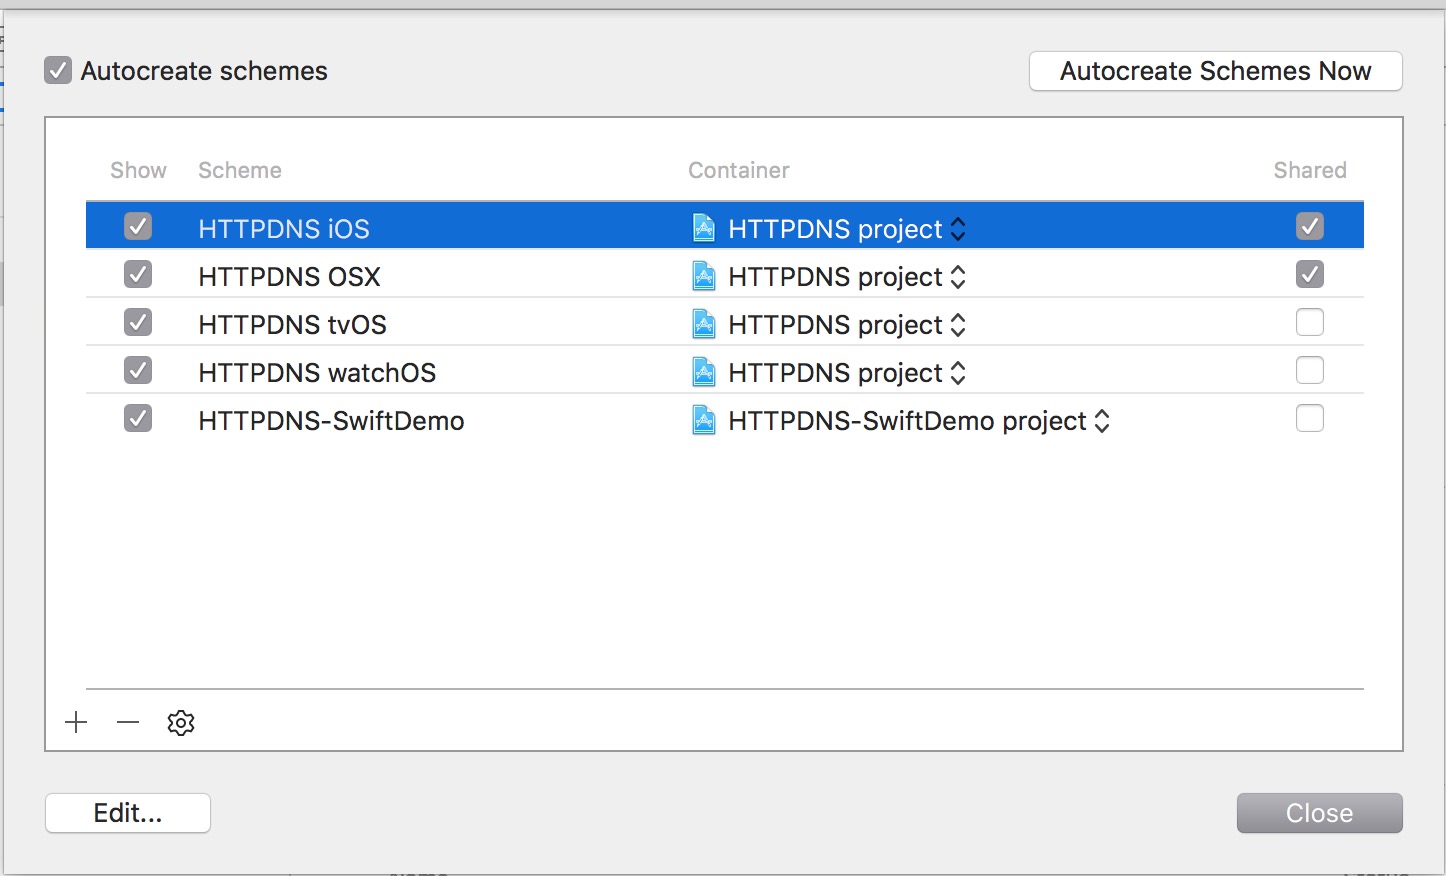 Autocreate schemes
Autocreate Schemes Now
Show Scheme Container Shared
HTTPDNS iOS HTTPDNS project
HTTPDNS OSX HTTPDNS project
HTTPDNS tvOS HTTPDNS project
HTTPDNS watchOS HTTPDNS project
HTTPDNS-SwiftDemo HTTPDNS-SwiftDemo project
Edit...
Close